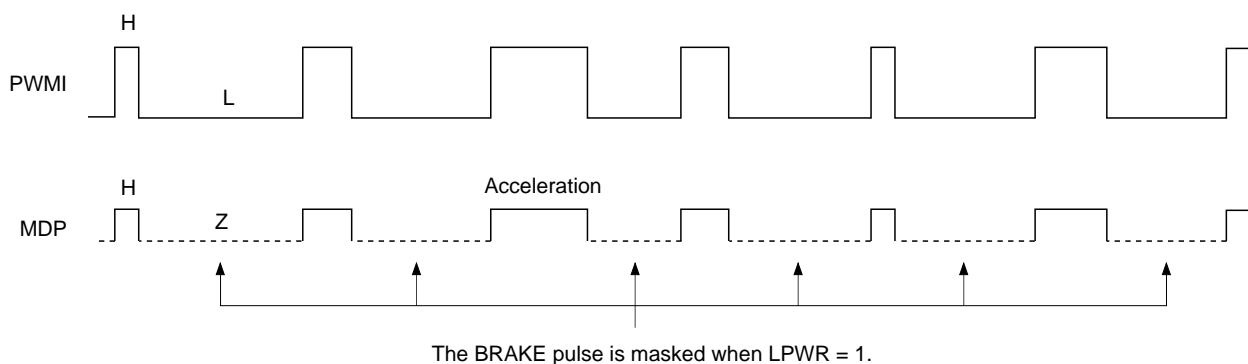 H
PWMI
L
H
Acceleration
MDP
Z
The BRAKE pulse is masked when LPWR = 1.